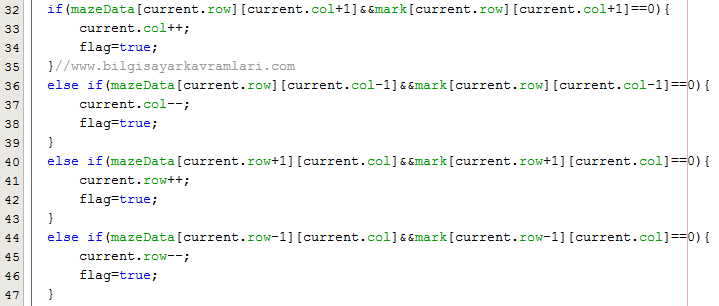 32 if(mazeData[current.row][current.col+1]&&mark[current.row][current.col+1]==0){
33     current.col++;
34     flag=true;
35 }//www.bilgisayarkavramlari.com
36 else if(mazeData[current.row][current.col-1]&&mark[current.row][current.col-1]==0){
37     current.col--;
38     flag=true;
39 }
40 else if(mazeData[current.row+1][current.col]&&mark[current.row+1][current.col]==0){
41     current.row++;
42     flag=true;
43 }
44 else if(mazeData[current.row-1][current.col]&&mark[current.row-1][current.col]==0){
45     current.row--;
46     flag=true;
47 }